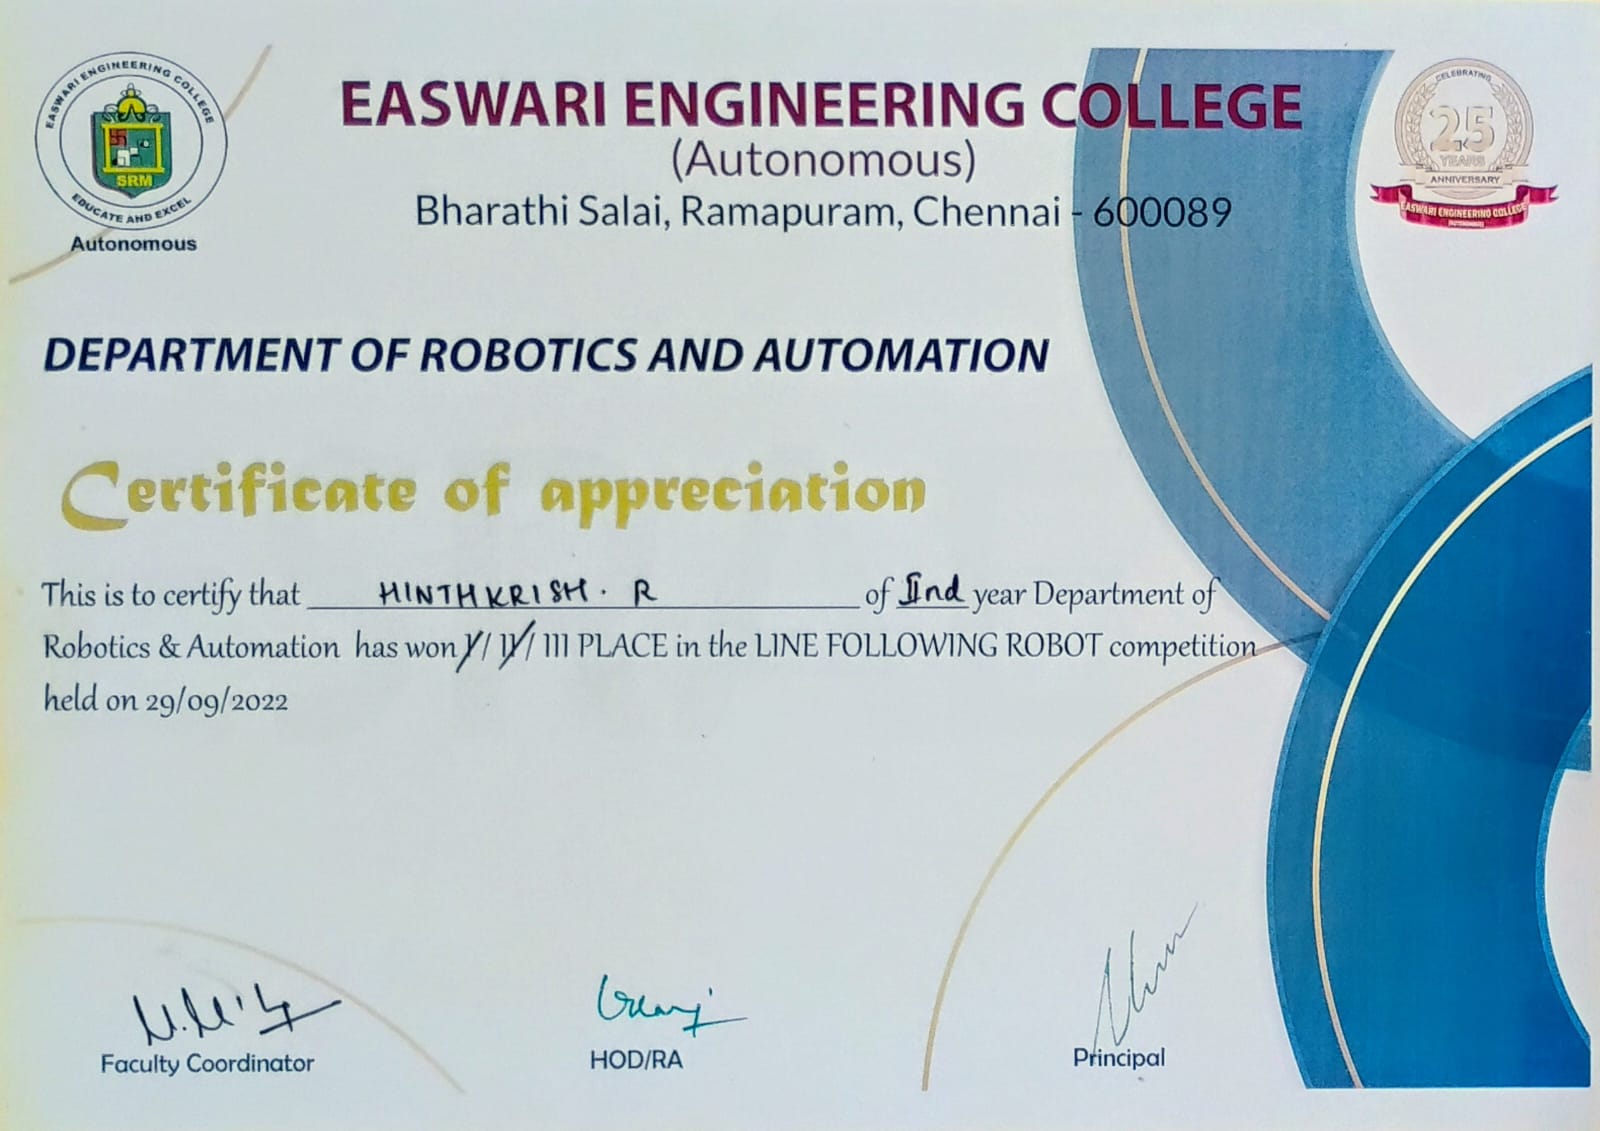 EASWARI ENGINEERING COLLEGE
EDUCATE AND EXCEL
SRM
Autonomous
EASWARI ENGINEERING COLLEGE
(Autonomous)
Bharathi Salai, Ramapuram, Chennai - 600089
CELEBRATING
25
YEARS
ANNIVERSARY
EASWARI ENGINEERING COLLEGE
(AUTONOMOUS)
DEPARTMENT OF ROBOTICS AND AUTOMATION
Certificate of appreciation
This is to certify that HINTHKRISH. R of IInd year Department of
Robotics & Automation has won I/ II/ III PLACE in the LINE FOLLOWING ROBOT competition
held on 29/09/2022
Faculty Coordinator
HOD/RA
Principal